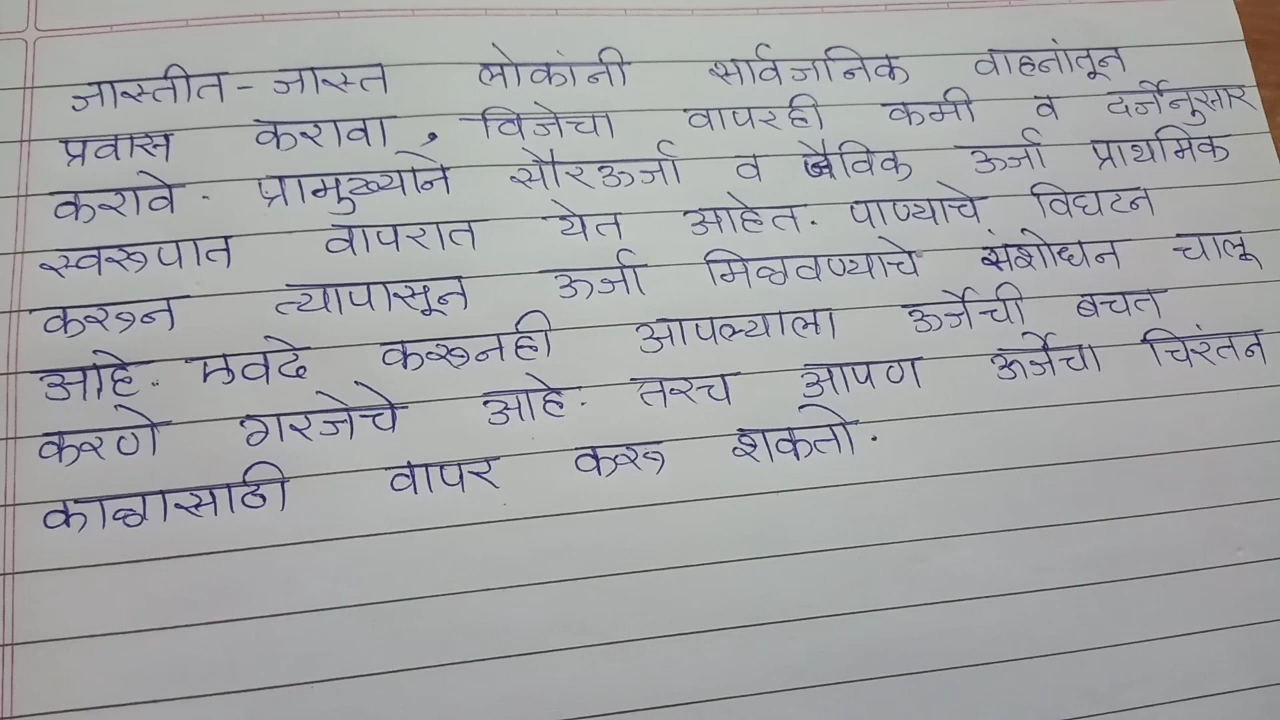 जास्तीत-जास्त लोकांनी सार्वजनिक वाहनांतून
प्रवास करावा, विजेचा वापरही कमी व दर्जेनुसार
करावे. प्रामुख्याने सौरऊर्जा व जैविक ऊर्जा प्राथमिक
स्वरूपात वापरात येत आहेत. पाण्याचे विघटन
करून त्यापासून ऊर्जा मिळवण्याचे संशोधन चालू
आहे. एवढे करूनही आपल्याला ऊर्जेची बचत
करणे गरजेचे आहे. तरच आपण ऊर्जेचा चिरंतन
काळासाठी वापर करू शकतो.